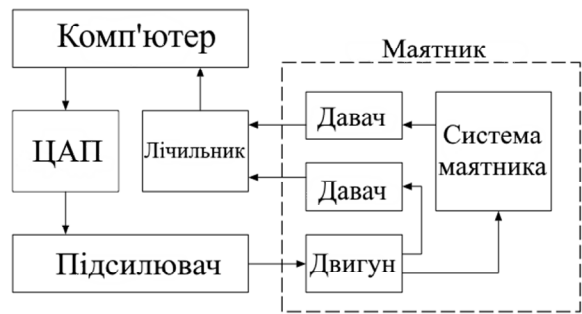 Комп'ютер
Маятник
ЦАП
Лічильник
Давач
Давач
Система
маятника
Підсилювач
Двигун